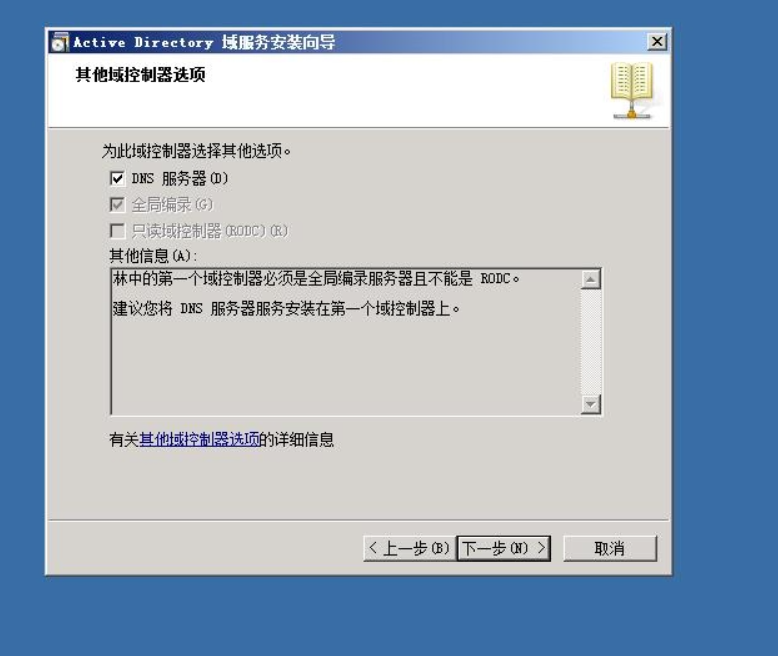 Active Directory 域服务安装向导
其他域控制器选项
为此域控制器选择其他选项。
DNS 服务器(D)
全局编录(G)
只读域控制器(RODC)(R)
其他信息(A):
林中的第一个域控制器必须是全局编录服务器且不能是 RODC。
建议您将 DNS 服务器服务安装在第一个域控制器上。
有关其他域控制器选项的详细信息
< 上一步(B) 下一步(N) > 取消